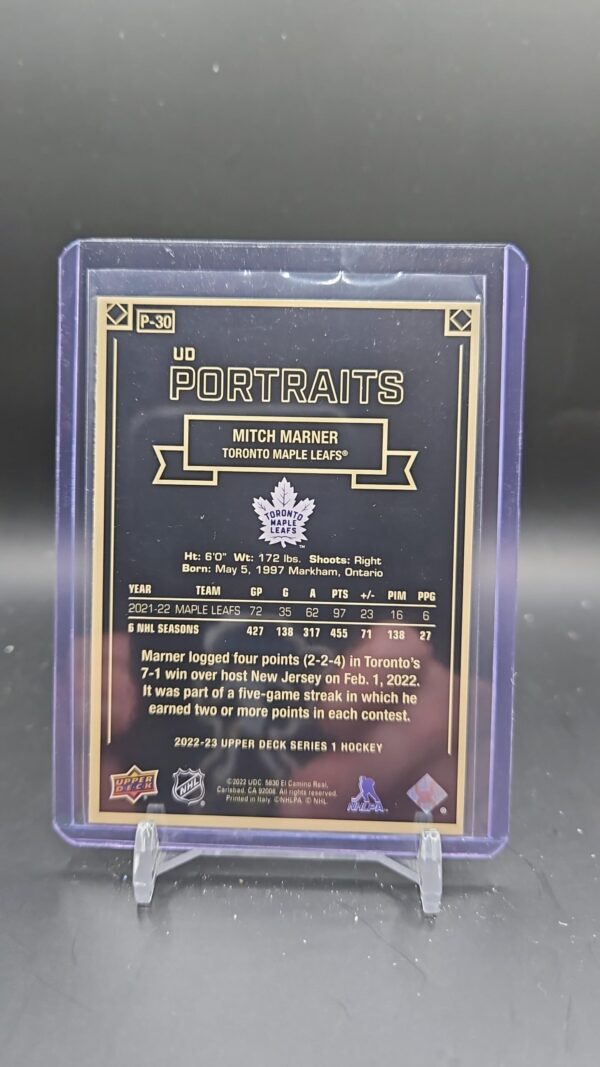 P-30
UD
PORTRAITS
MITCH MARNER
TORONTO MAPLE LEAFS®
TORONTO
MAPLE
LEAFS
TM
Ht: 6'0" Wt: 172 lbs. Shoots: Right
Born: May 5, 1997 Markham, Ontario
YEAR TEAM GP G A PTS +/- PIM PPG
2021-22 MAPLE LEAFS 72 35 62 97 23 16 6
6 NHL SEASONS 427 138 317 455 71 138 27
Marner logged four points (2-2-4) in Toronto's
7-1 win over host New Jersey on Feb. 1, 2022.
It was part of a five-game streak in which he
earned two or more points in each contest.
2022-23 UPPER DECK SERIES 1 HOCKEY
UPPER
DECK
NHL
©2022 UDC. 5830 El Camino Real,
Carlsbad, CA 92008. All rights reserved.
Printed in Italy. ©NHLPA © NHL
NHLPA
®